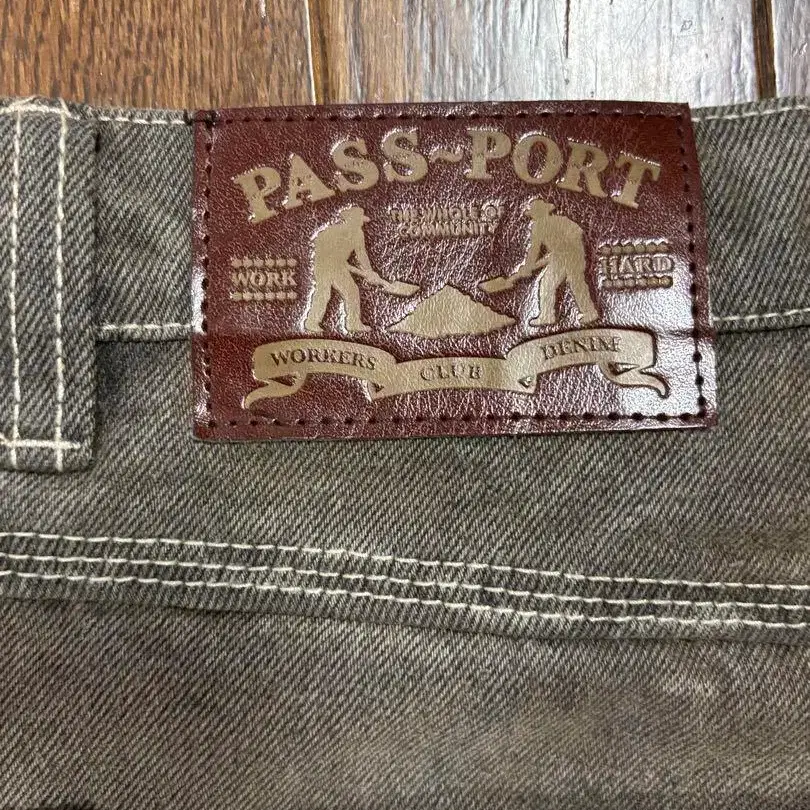 PASS~PORT
THE WHOLE OF
COMMUNITY
WORK
HARD
WORKERS CLUB DENIM